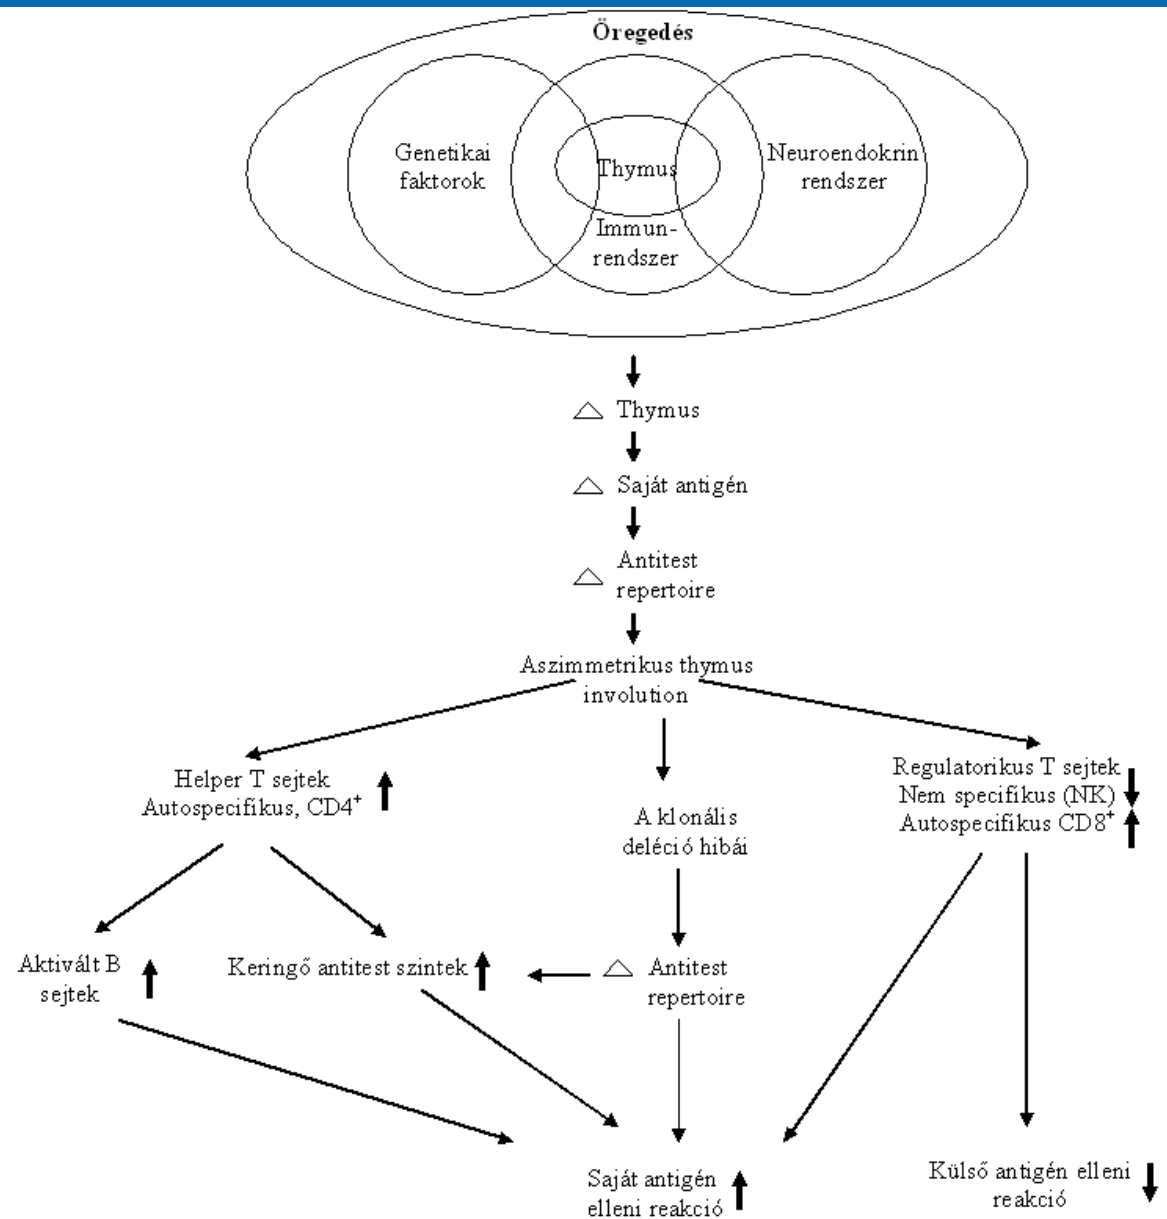 Öregedés
Genetikai
faktorok
Thymus
Neuroendokrin
rendszer
Immun-
rendszer
Thymus
Saját antigén
Antitest
repertoire
Aszimmetrikus thymus
involution
Helper T sejtek
Autospecifikus, CD4⁺
A klonális
deléció hibái
Regulatorikus T sejtek
Nem specifikus (NK)
Autospecifikus CD8⁺
Aktivált B
sejtek
Keringő antitest szintek
Antitest
repertoire
Saját antigén
elleni reakció
Külső antigén elleni
reakció